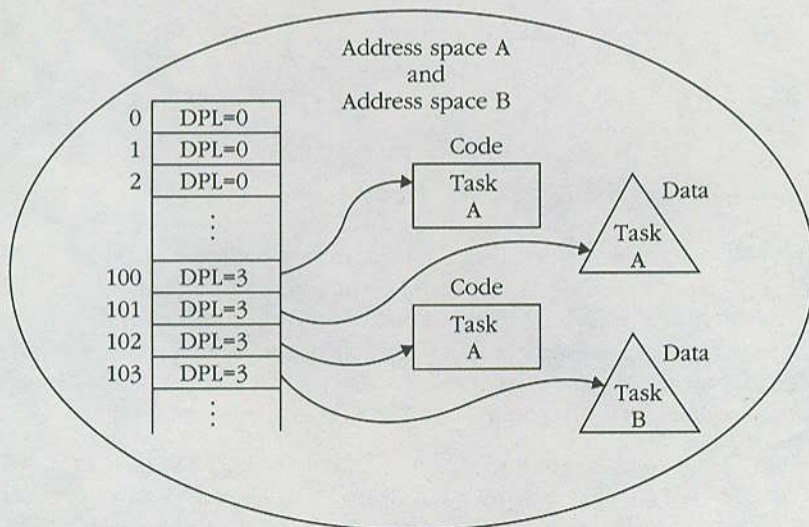 Address space A
and
Address space B
0 DPL=0
1 DPL=0
2 DPL=0
⋮
100 DPL=3
101 DPL=3
102 DPL=3
103 DPL=3
⋮
Code
Task
A
Data
Task
A
Code
Task
A
Data
Task
B